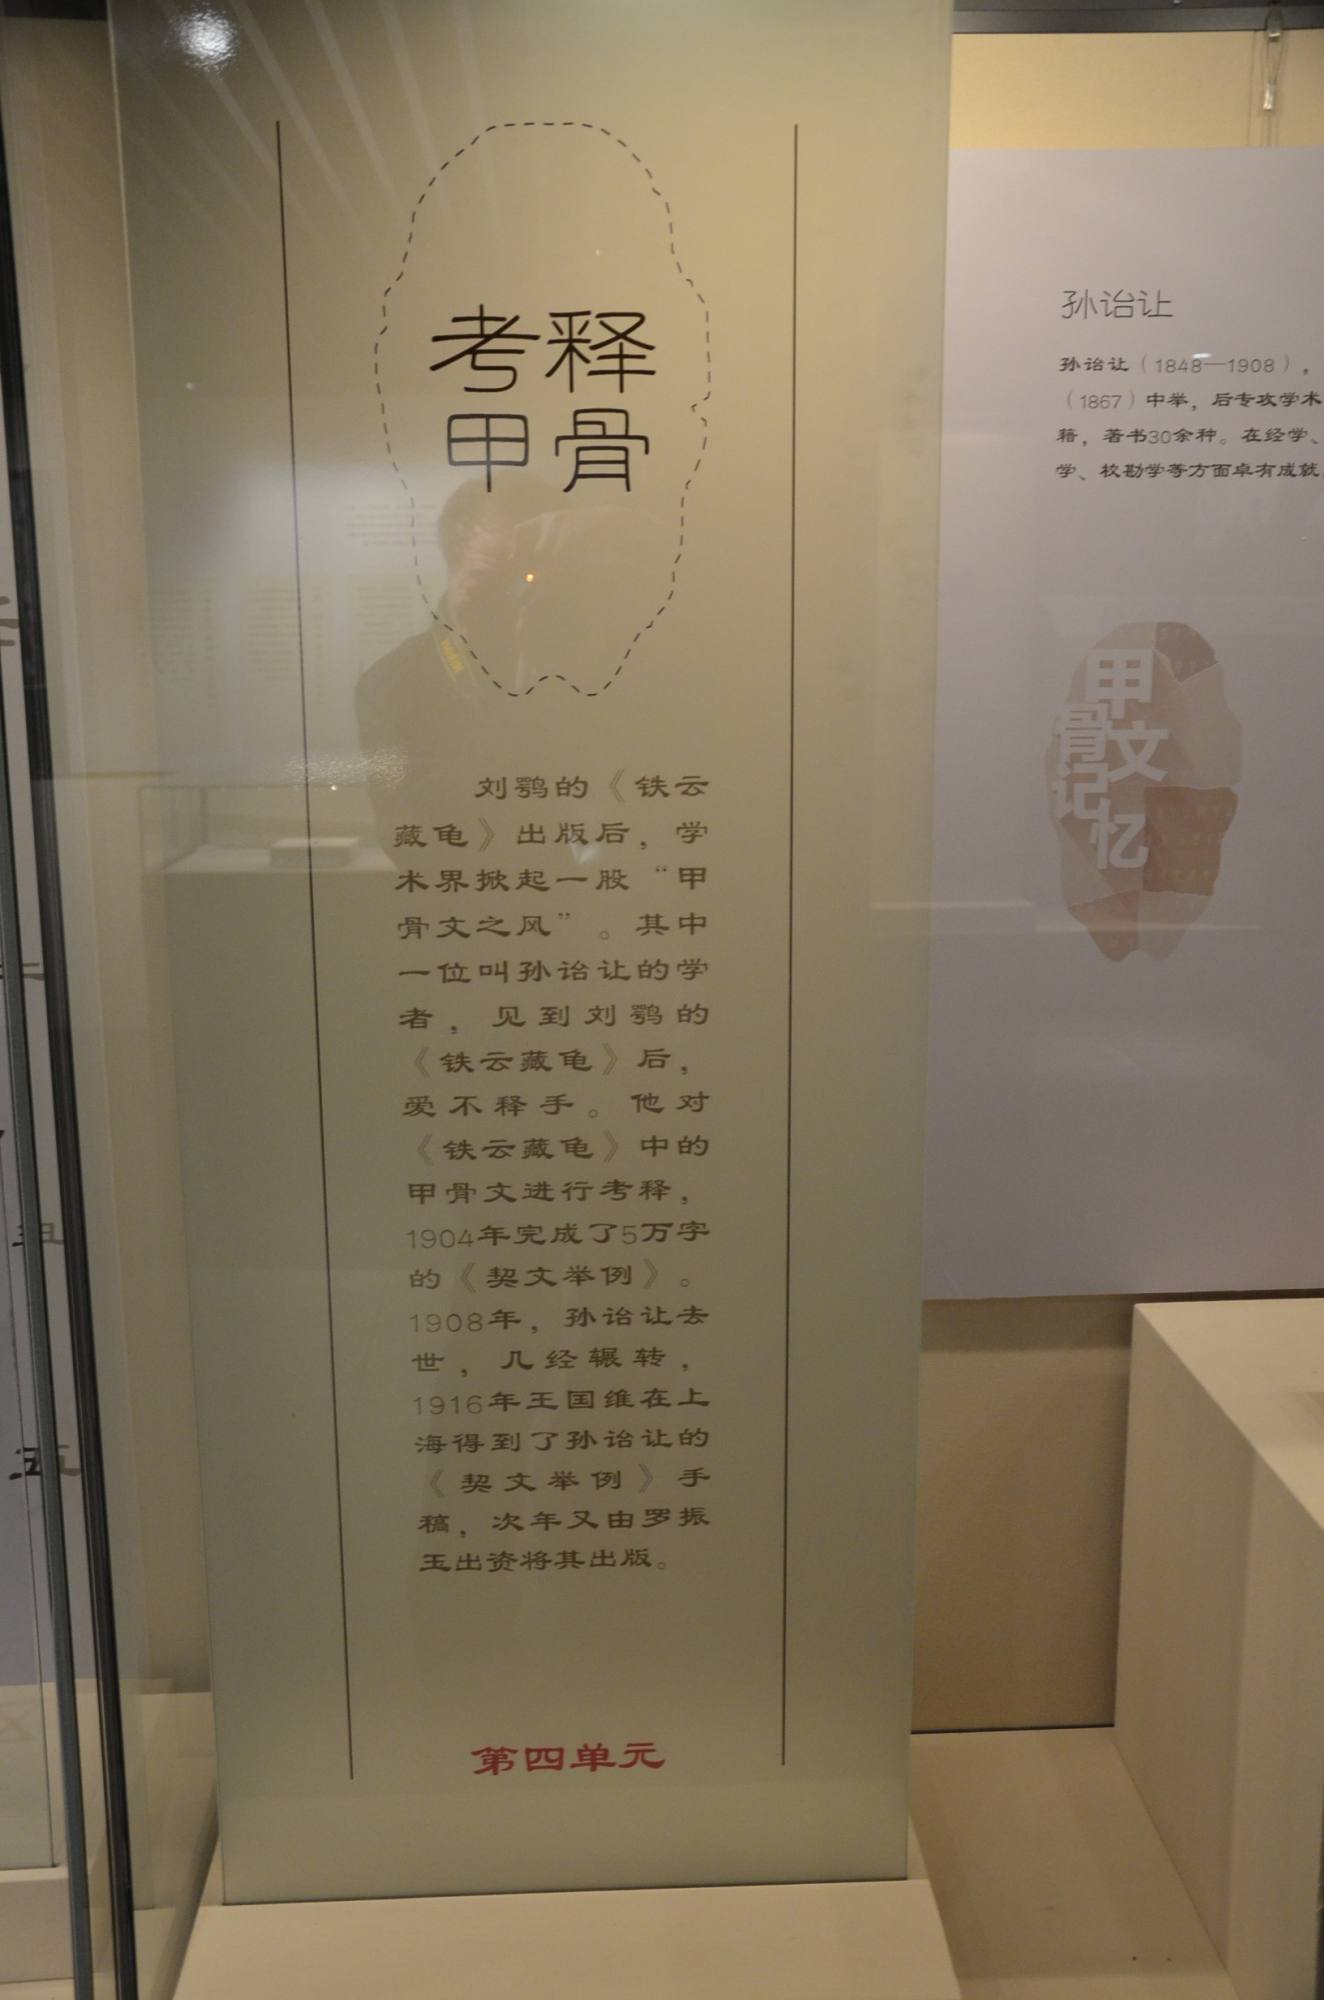 考释
甲骨
刘鹗的《铁云
藏龟》出版后，学
术界掀起一股“甲
骨文之风”。其中
一位叫孙诒让的学
者，见到刘鹗的
《铁云藏龟》后，
爱不释手。他对
《铁云藏龟》中的
甲骨文进行考释，
1904年完成了5万字
的《契文举例》。
1908年，孙诒让去
世，几经辗转，
1916年王国维在上
海得到了孙诒让的
《契文举例》手
稿，次年又由罗振
玉出资将其出版。
第四单元
孙诒让
孙诒让（1848—1908），
（1867）中举，后专攻学术
籍，著书30余种。在经学、
学、校勘学等方面卓有成就
甲
骨文
记忆
五